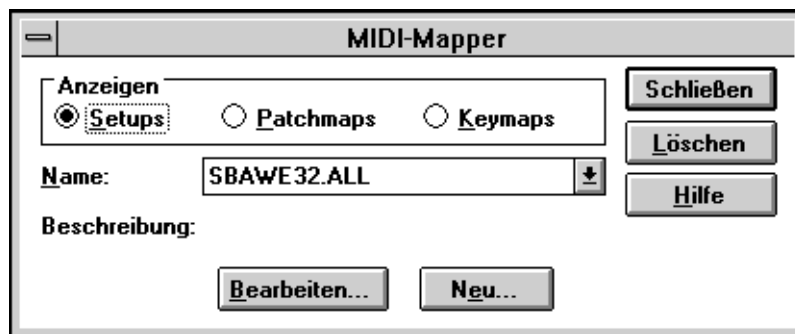 MIDI-Mapper
Anzeigen
Setups Patchmaps Keymaps
Name: SBAWE32.ALL
Beschreibung:
Schließen
Löschen
Hilfe
Bearbeiten... Neu...